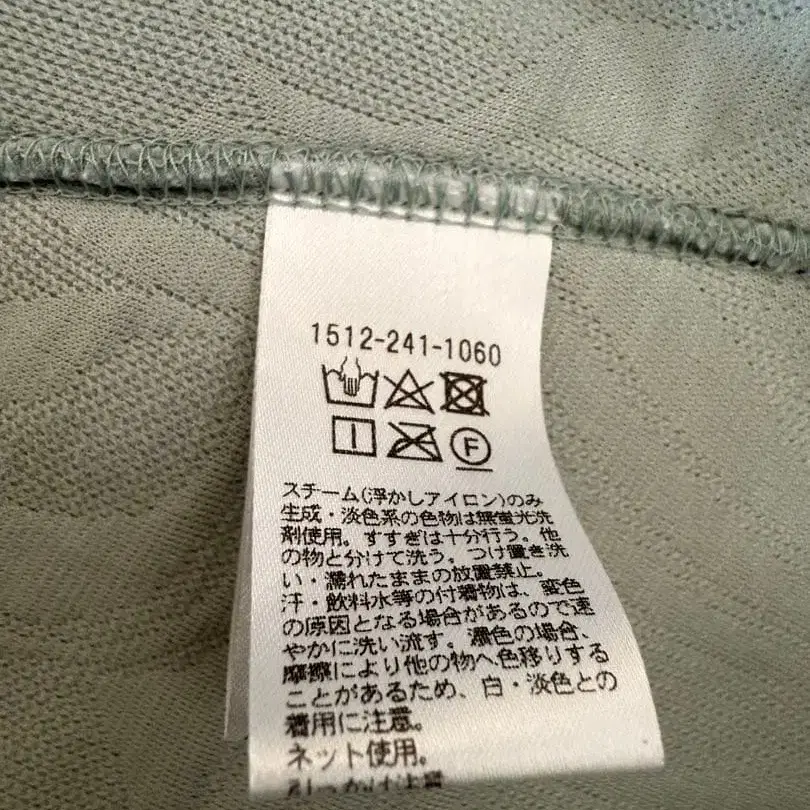 1512-241-1060
F
スチーム(浮かしアイロン)のみ
生成・淡色系の色物は無蛍光洗
剤使用。すすぎは十分行う。他
の物と分けて洗う。つけ置き洗
い・濡れたままの放置禁止。
汗・飲料水等の付着物は、変色
の原因となる場合があるので速
やかに洗い流す。濃色の場合、
摩擦により他の物へ色移りする
ことがあるため、白・淡色との
着用に注意。
ネット使用。
引っかけ注意